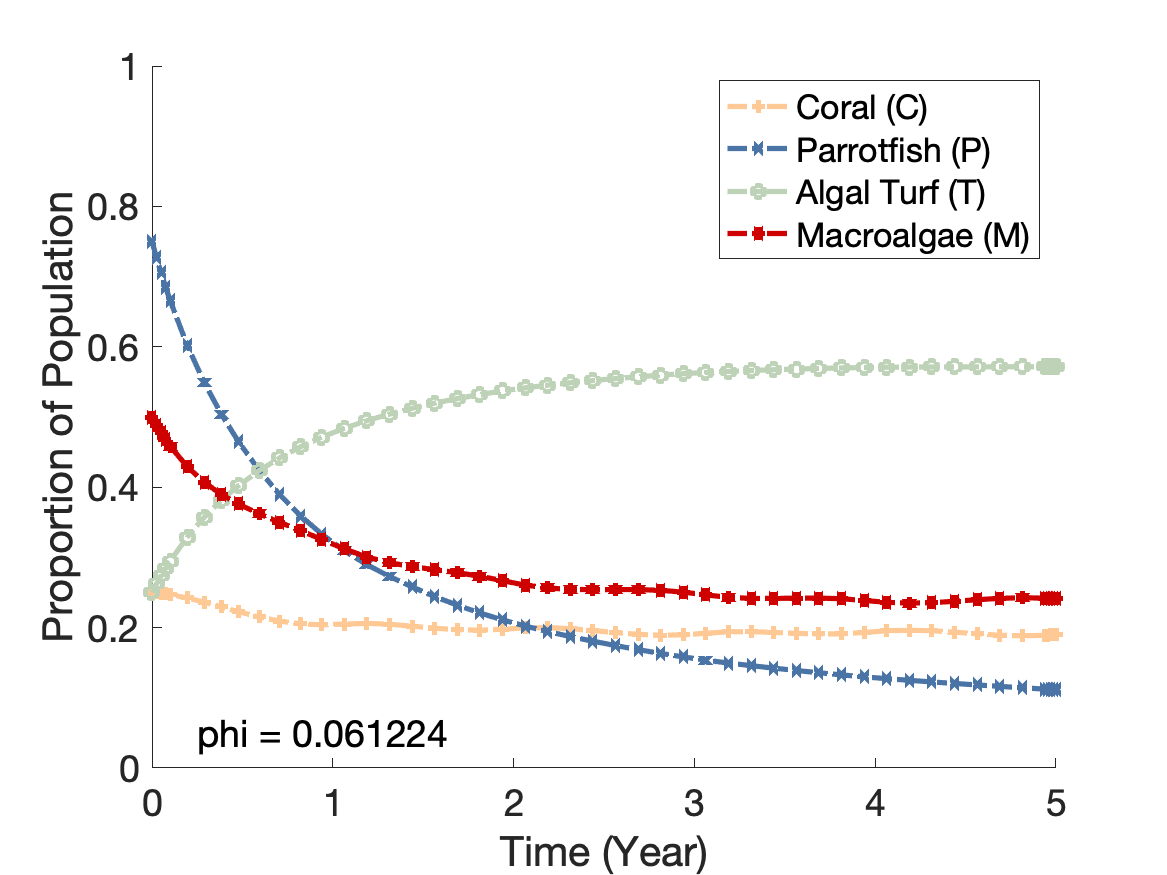 1
0.8
0.6
0.4
0.2
0
Proportion of Population
Coral (C)
Parrotfish (P)
Algal Turf (T)
Macroalgae (M)
phi = 0.061224
0 1 2 3 4 5
Time (Year)